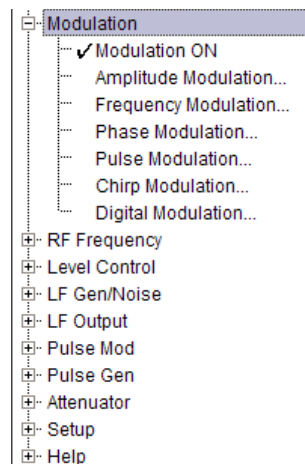 Modulation
Modulation ON
Amplitude Modulation...
Frequency Modulation...
Phase Modulation...
Pulse Modulation...
Chirp Modulation...
Digital Modulation...
RF Frequency
Level Control
LF Gen/Noise
LF Output
Pulse Mod
Pulse Gen
Attenuator
Setup
Help